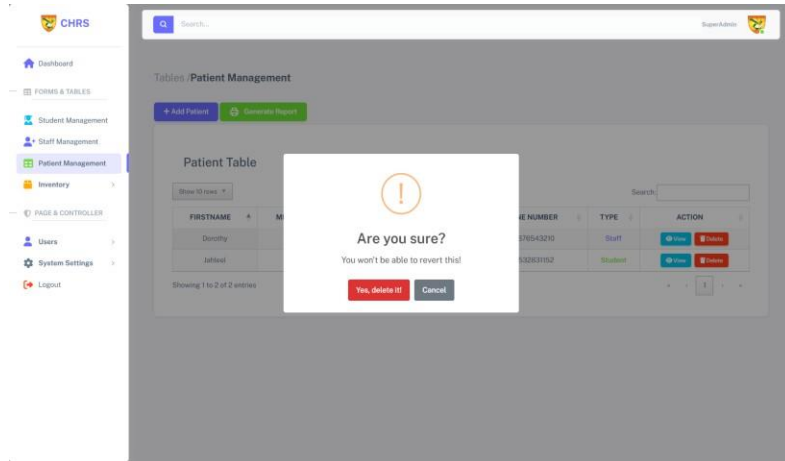 CHRS
Search...
SuperAdmin
Dashboard
Tables /Patient Management
FORMS & TABLES
+ Add Patient
Generate Report
Student Management
Staff Management
Patient Management
Patient Table
Inventory
Show 10 rows
Search:
PAGE & CONTROLLER
FIRSTNAME
NE NUMBER
TYPE
ACTION
Users
Dorothy
Staff
View
Delete
System Settings
Student
View
Delete
Logout
Showing 1 to 2 of 2 entries
1
!
Are you sure?
You won't be able to revert this!
Yes, delete it!
Cancel